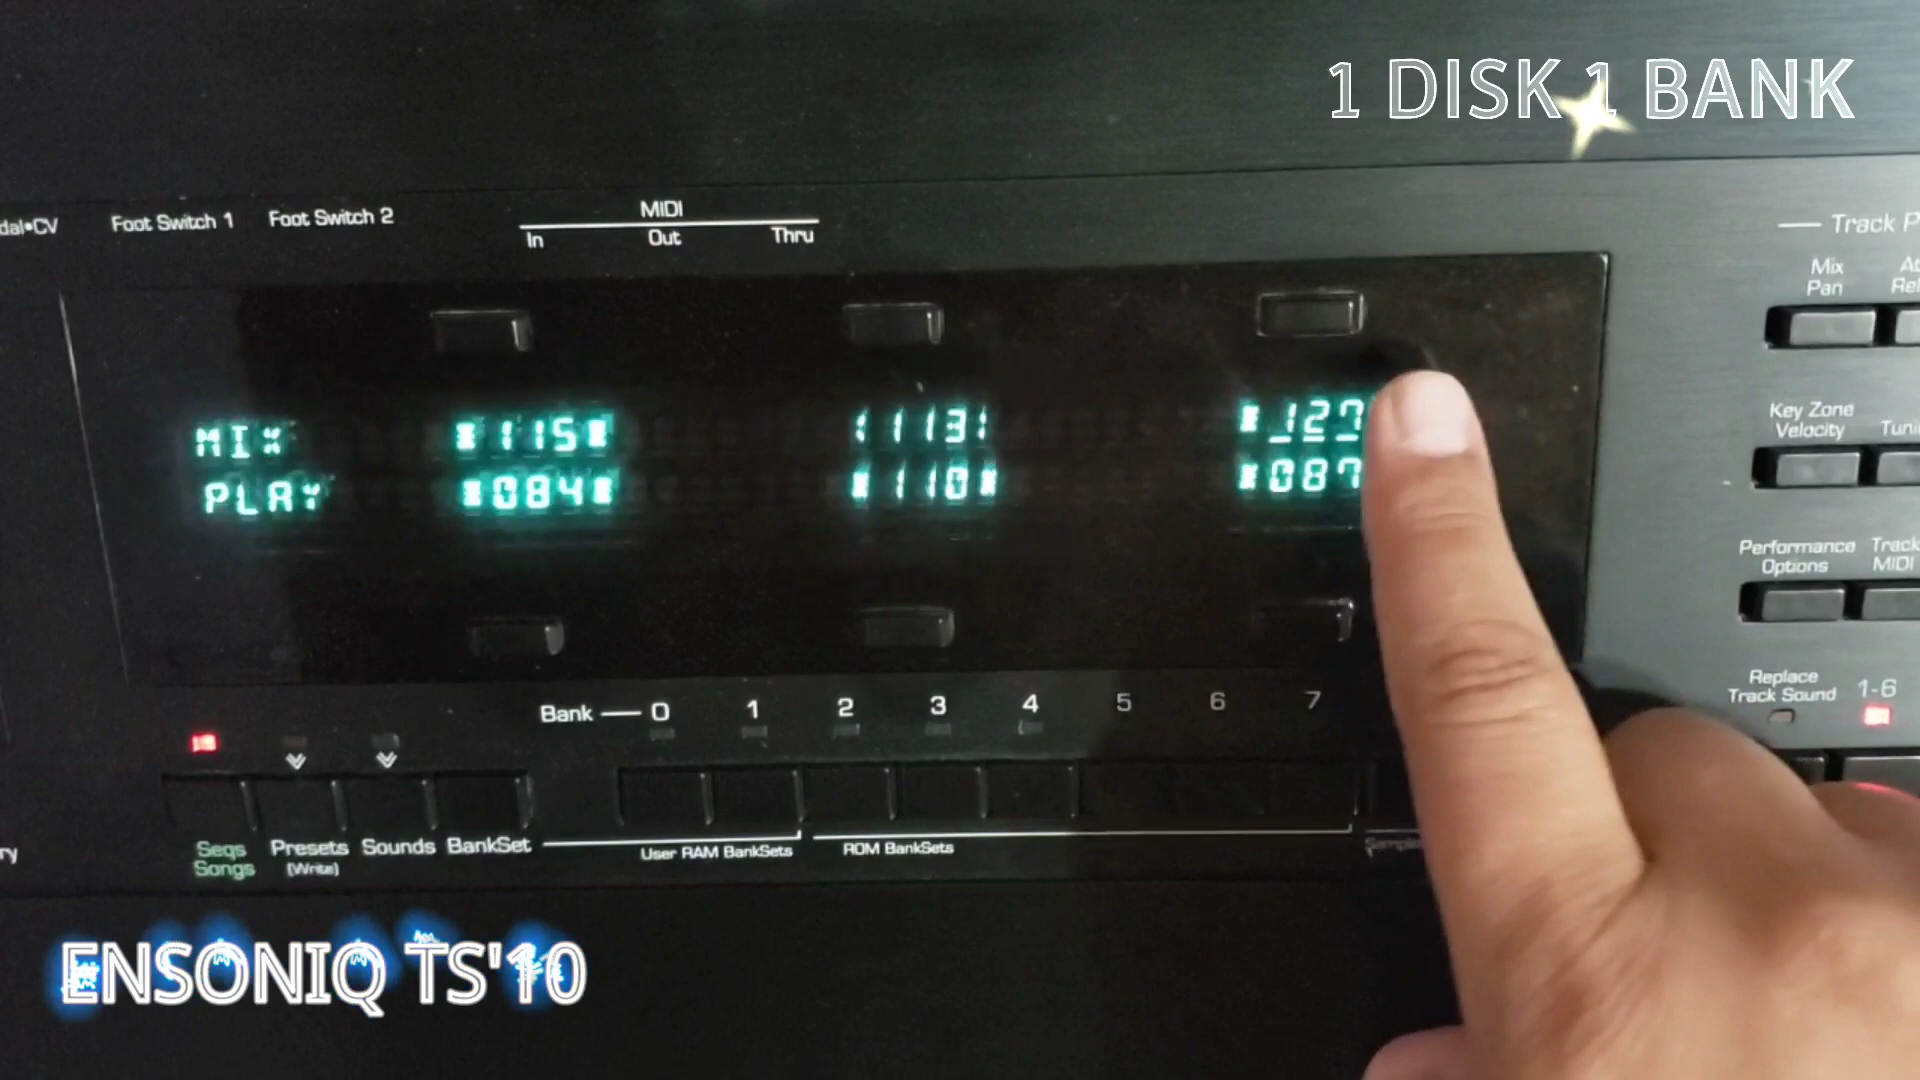 1 DISK 1 BANK
dal•CV
Foot Switch 1
Foot Switch 2
MIDI
In
Out
Thru
Track P
Mix
Pan
MIX
115
113
127
PLAY
084
110
087
Key Zone
Velocity
Tuni
Performance
Options
Track
MIDI
Replace
Track Sound
1-6
Bank
0
1
2
3
4
5
6
7
Seqs
Songs
Presets
(Write)
Sounds
BankSet
User RAM BankSets
ROM BankSets
ENSONIQ TS'10